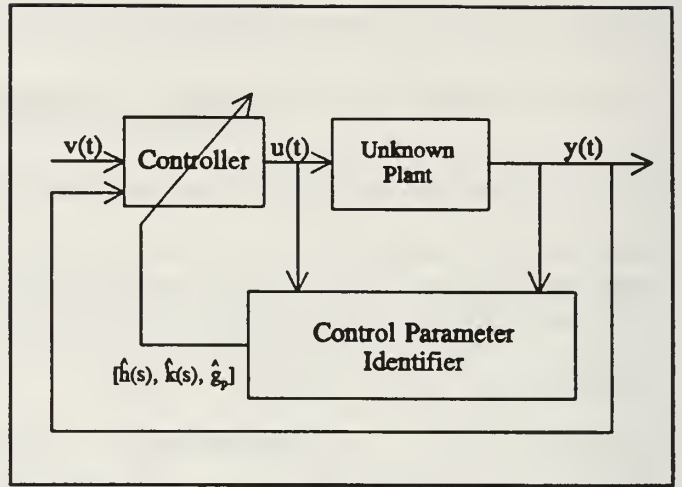 v(t)
Controller
u(t)
Unknown
Plant
y(t)
Control Parameter
Identifier
[ĥ(s), k̂(s), ĝₚ]